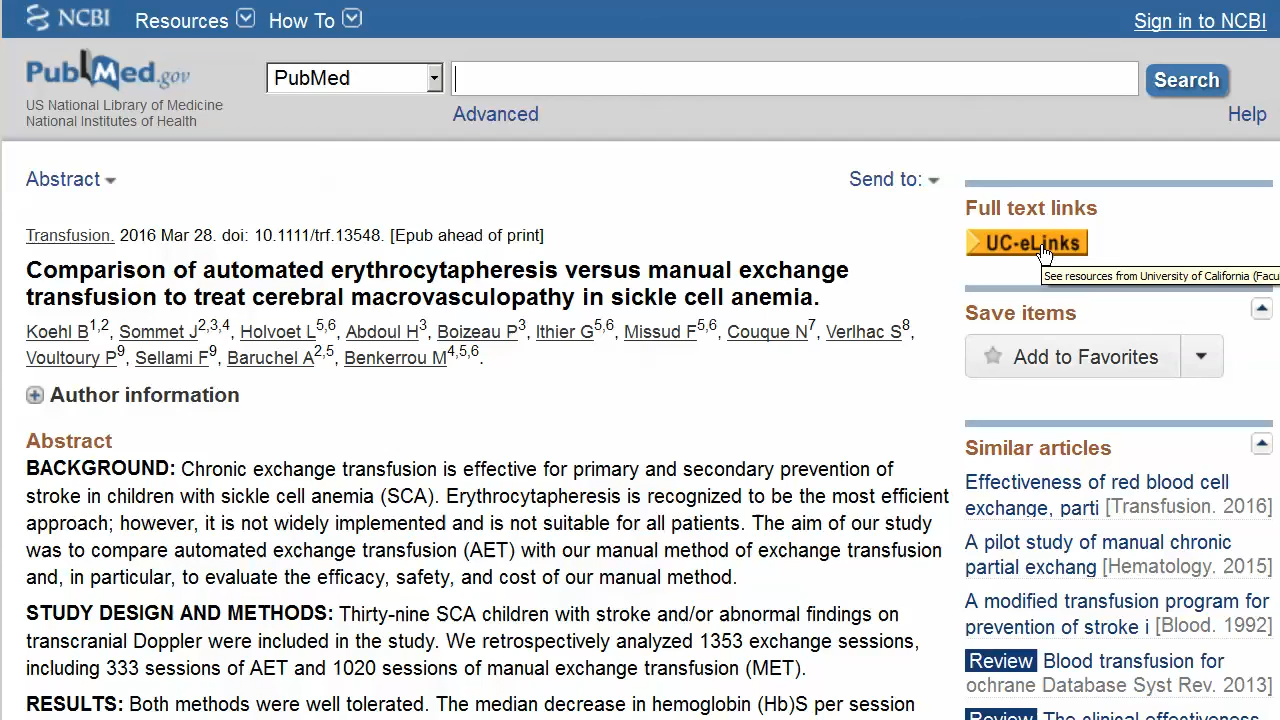 NCBI Resources How To Sign in to NCBI
PubMed.gov
US National Library of Medicine
National Institutes of Health
PubMed
Search
Advanced
Help
Abstract
Send to:
Transfusion. 2016 Mar 28. doi: 10.1111/trf.13548. [Epub ahead of print]
Comparison of automated erythrocytapheresis versus manual exchange
transfusion to treat cerebral macrovasculopathy in sickle cell anemia.
Koehl B1,2, Sommet J2,3,4, Holvoet L5,6, Abdoul H3, Boizeau P3, Ithier G5,6, Missud F5,6, Couque N7, Verlhac S8,
Voultoury P9, Sellami F9, Baruchel A2,5, Benkerrou M4,5,6.
Author information
Abstract
BACKGROUND: Chronic exchange transfusion is effective for primary and secondary prevention of
stroke in children with sickle cell anemia (SCA). Erythrocytapheresis is recognized to be the most efficient
approach; however, it is not widely implemented and is not suitable for all patients. The aim of our study
was to compare automated exchange transfusion (AET) with our manual method of exchange transfusion
and, in particular, to evaluate the efficacy, safety, and cost of our manual method.
STUDY DESIGN AND METHODS: Thirty-nine SCA children with stroke and/or abnormal findings on
transcranial Doppler were included in the study. We retrospectively analyzed 1353 exchange sessions,
including 333 sessions of AET and 1020 sessions of manual exchange transfusion (MET).
RESULTS: Both methods were well tolerated. The median decrease in hemoglobin (Hb)S per session
Full text links
UC-eLinks
See resources from University of California (Facu
Save items
Add to Favorites
Similar articles
Effectiveness of red blood cell
exchange, parti [Transfusion. 2016]
A pilot study of manual chronic
partial exchang [Hematology. 2015]
A modified transfusion program for
prevention of stroke i [Blood. 1992]
Review Blood transfusion for
ochrane Database Syst Rev. 2013]
Review The clinical effectiveness